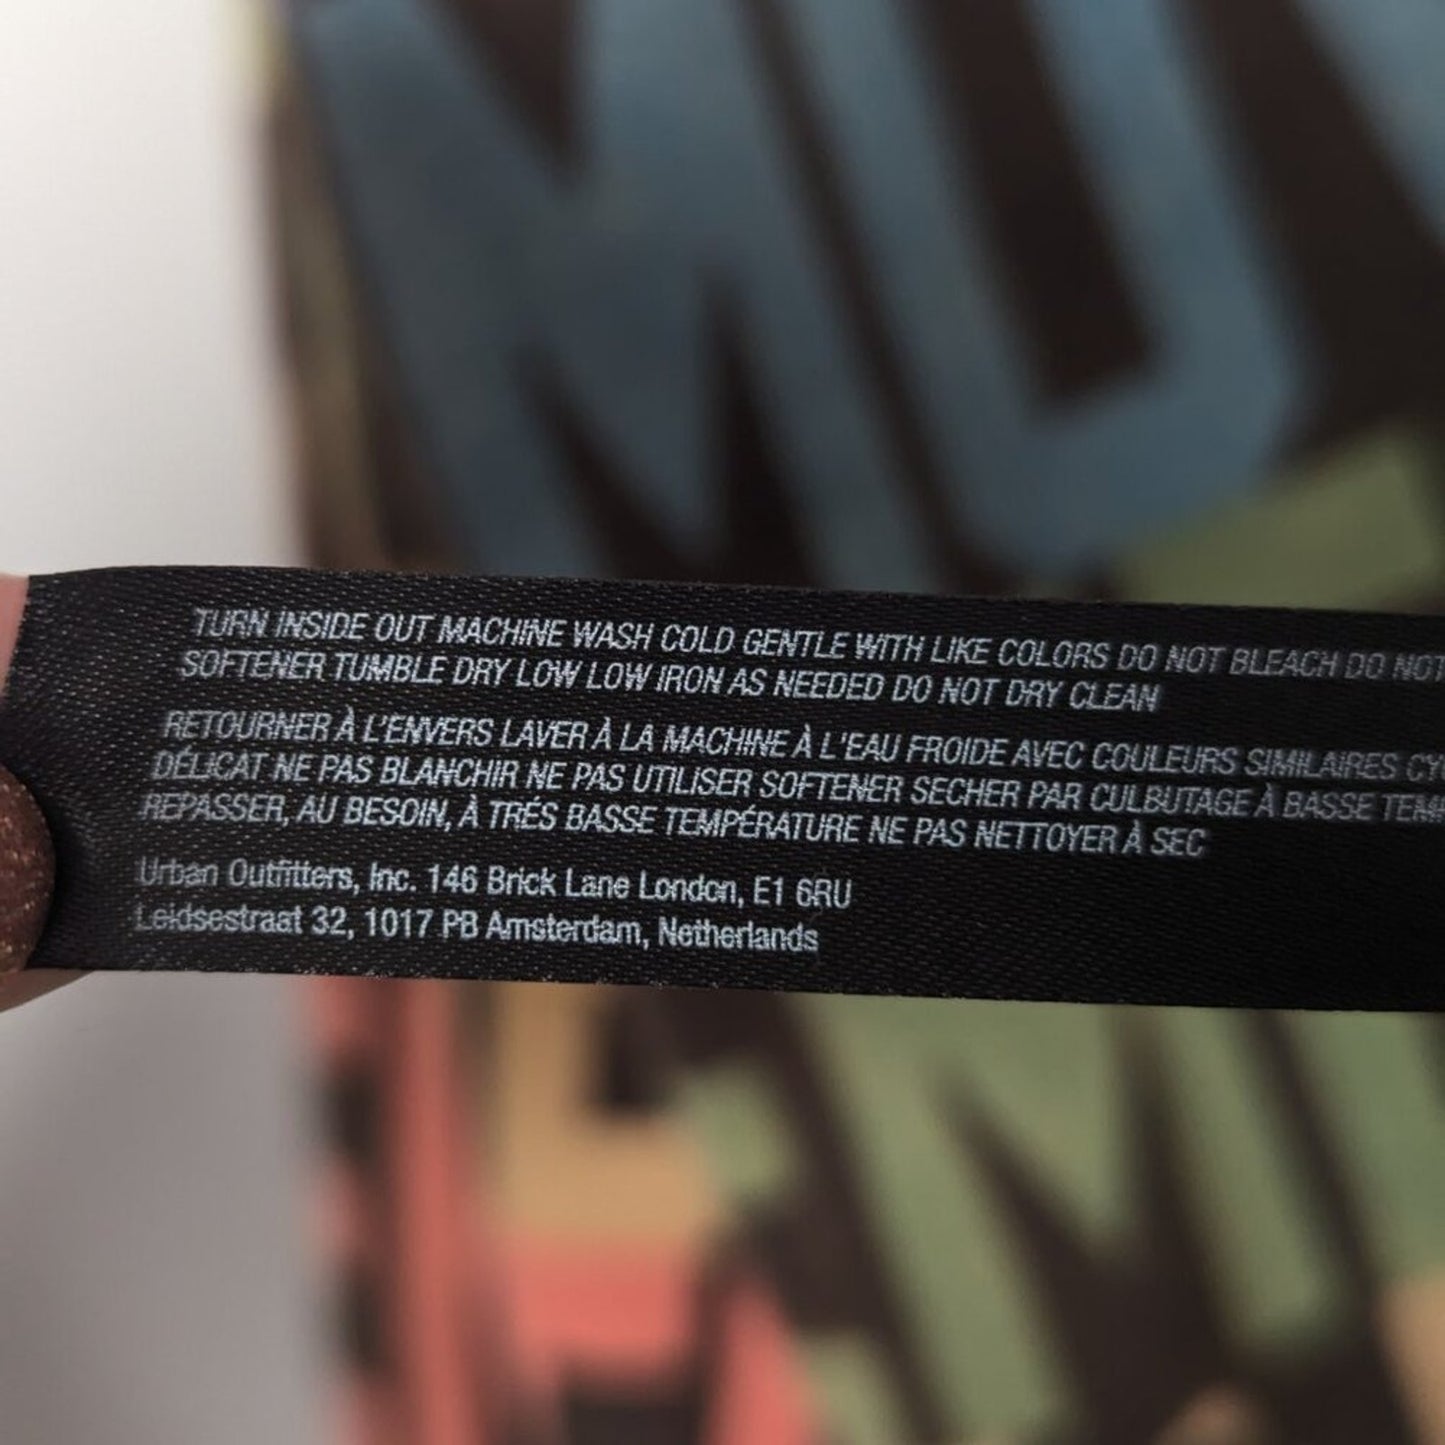 TURN INSIDE OUT MACHINE WASH COLD GENTLE WITH LIKE COLORS DO NOT BLEACH DO NOT
SOFTENER TUMBLE DRY LOW LOW IRON AS NEEDED DO NOT DRY CLEAN
RETOURNER À L'ENVERS LAVER À LA MACHINE À L'EAU FROIDE AVEC COULEURS SIMILAIRES
DÉLICAT NE PAS BLANCHIR NE PAS UTILISER SOFTENER SECHER PAR CULBUTAGE À BASSE
REPASSER, AU BESOIN, À TRÉS BASSE TEMPÉRATURE NE PAS NETTOYER À SEC
Urban Outfitters, Inc. 146 Brick Lane London, E1 6RU
Leidsestraat 32, 1017 PB Amsterdam, Netherlands